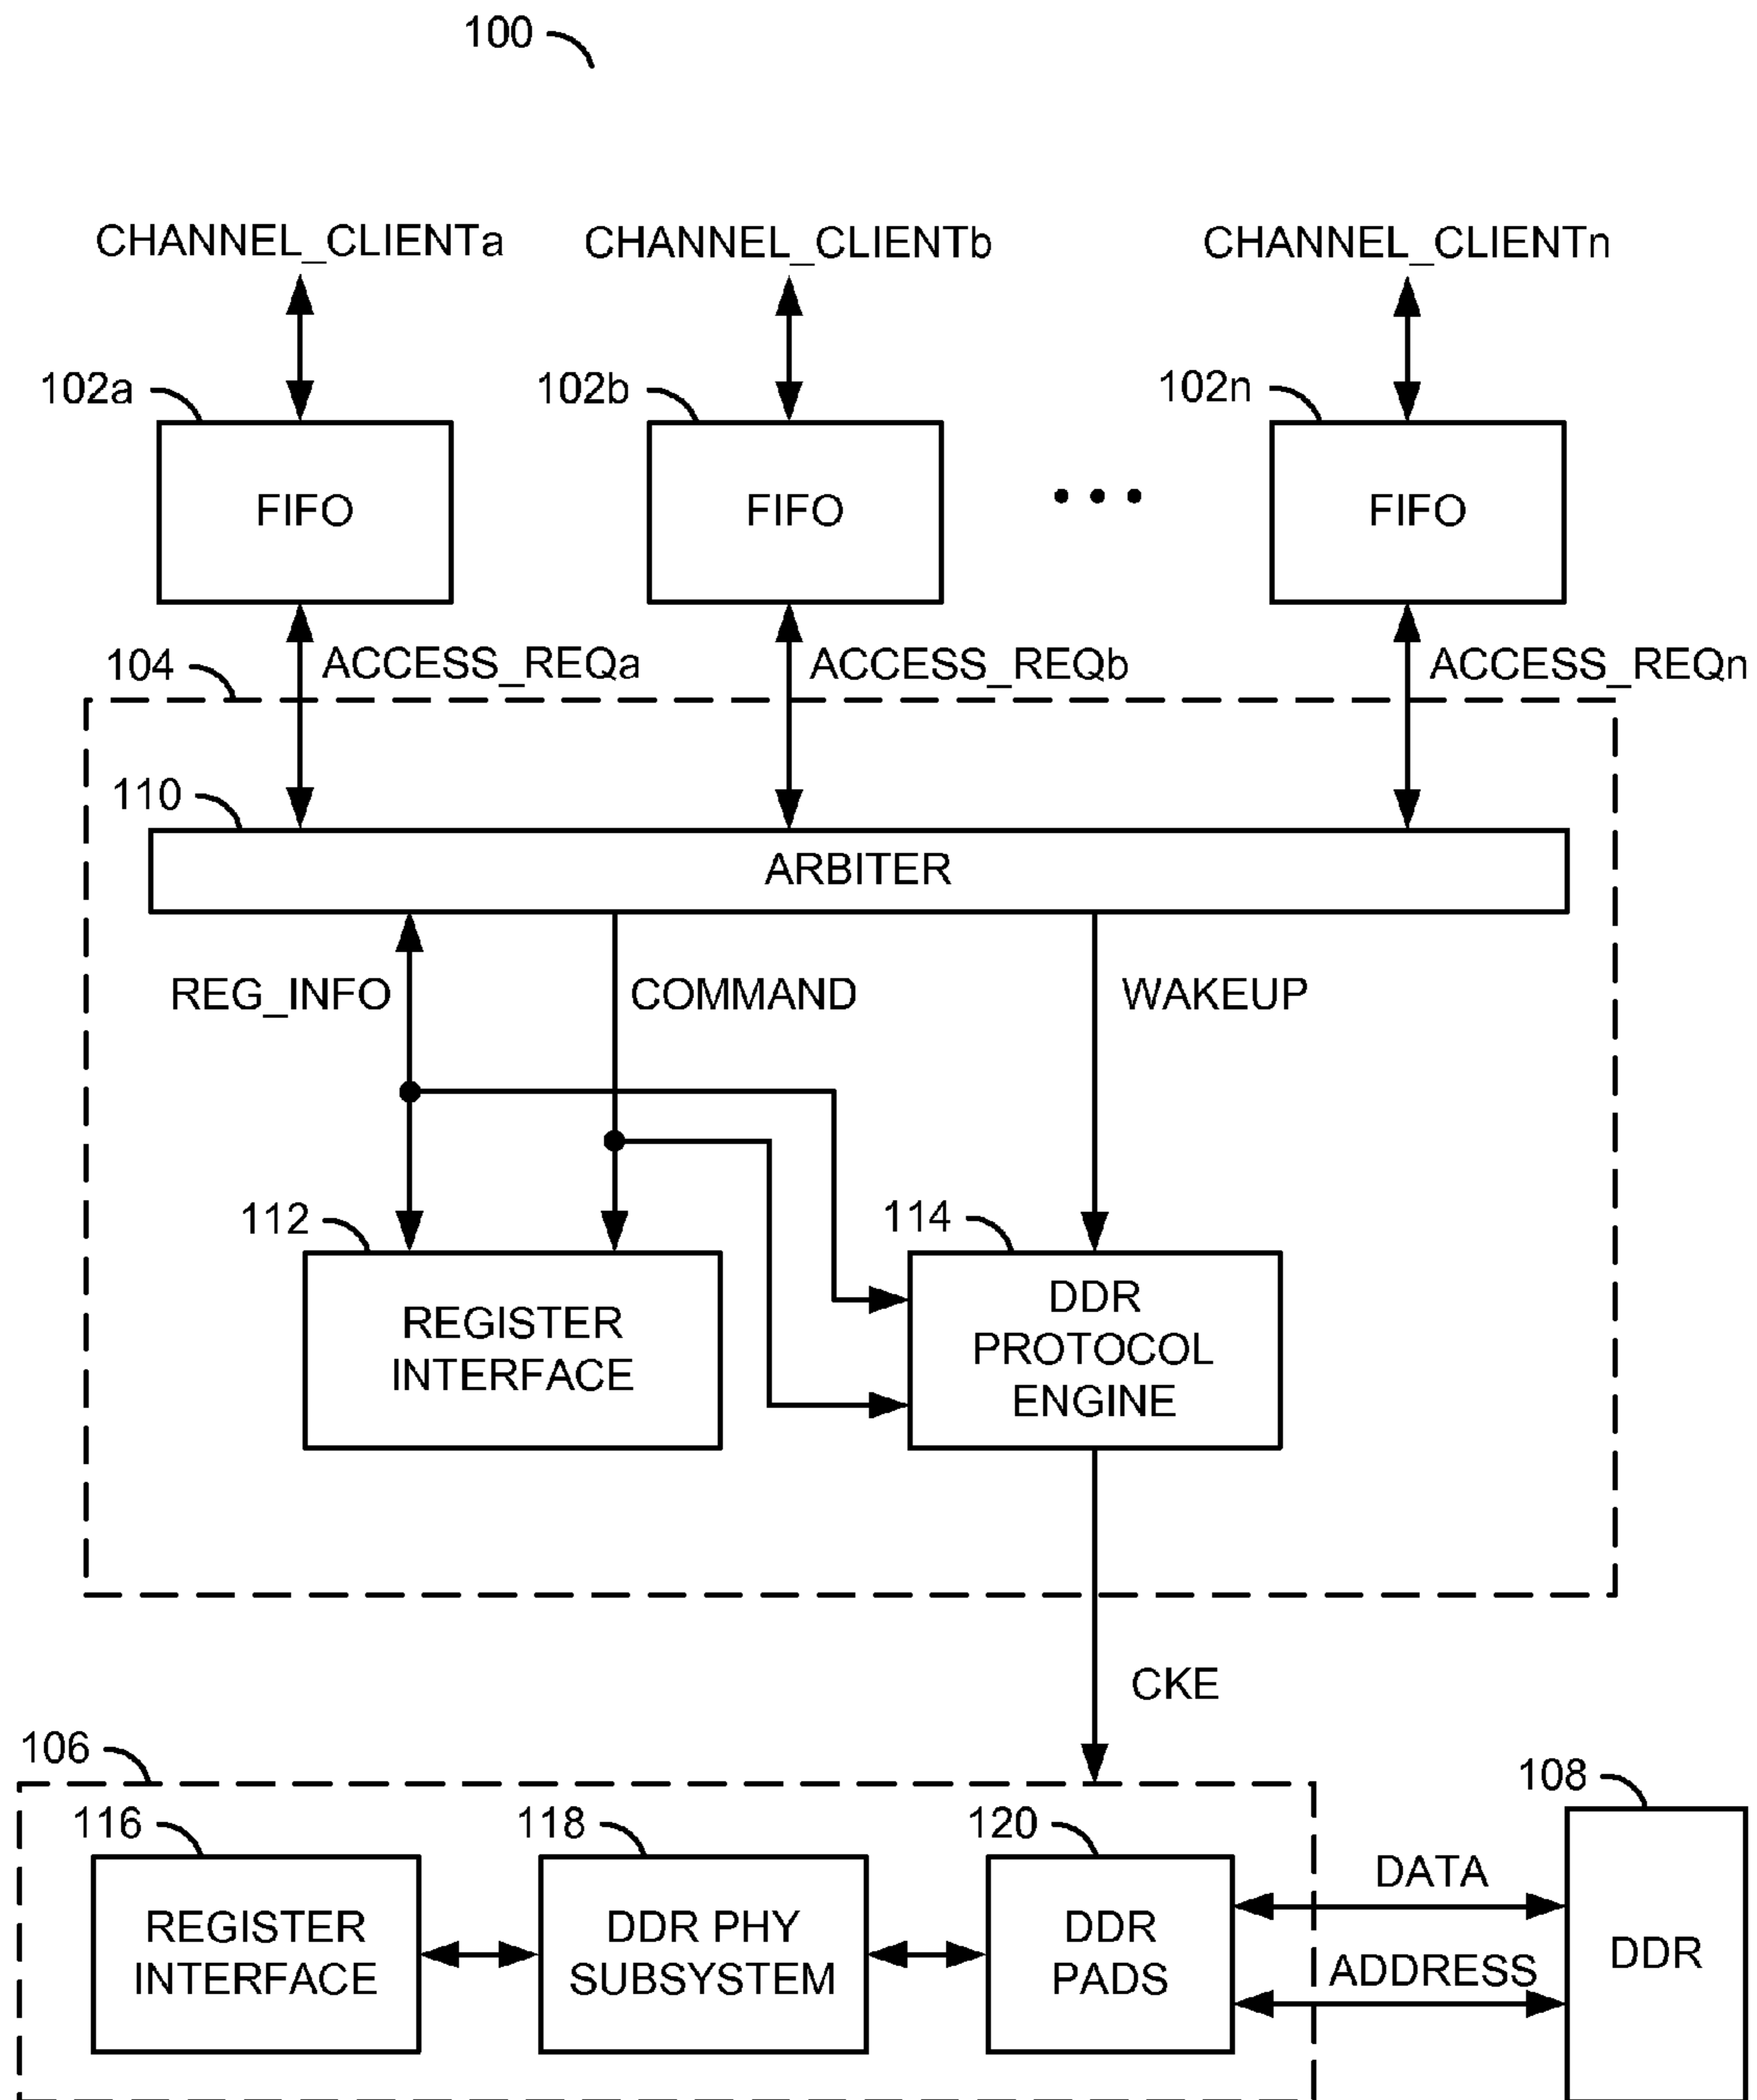 100
CHANNEL_CLIENTa
CHANNEL_CLIENTb
CHANNEL_CLIENTn
102a
102b
102n
FIFO
FIFO
• • •
FIFO
104
ACCESS_REQa
ACCESS_REQb
ACCESS_REQn
110
ARBITER
REG_INFO
COMMAND
WAKEUP
112
114
REGISTER
INTERFACE
DDR
PROTOCOL
ENGINE
CKE
106
108
116
118
120
REGISTER
INTERFACE
DDR PHY
SUBSYSTEM
DDR
PADS
DATA
ADDRESS
DDR